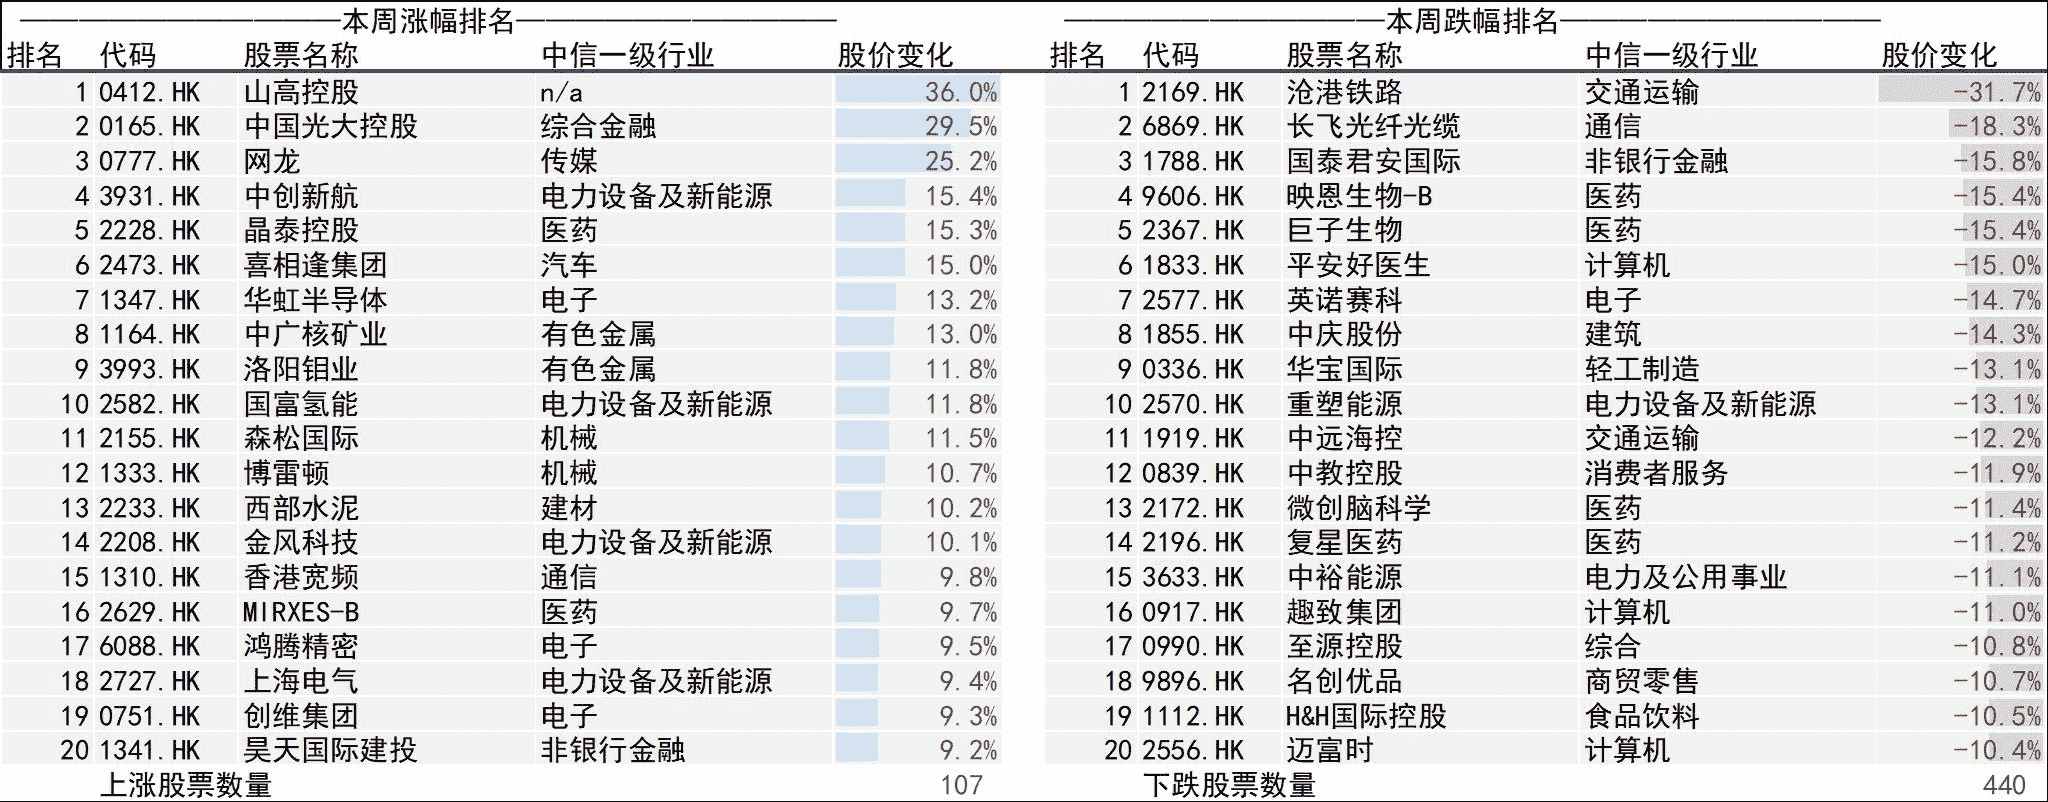 本周涨幅排名 本周跌幅排名
排名 代码 股票名称 中信一级行业 股价变化 排名 代码 股票名称 中信一级行业 股价变化
1 0412.HK 山高控股 n/a 36.0% 1 2169.HK 沧港铁路 交通运输 -31.7%
2 0165.HK 中国光大控股 综合金融 29.5% 2 6869.HK 长飞光纤光缆 通信 -18.3%
3 0777.HK 网龙 传媒 25.2% 3 1788.HK 国泰君安国际 非银行金融 -15.8%
4 3931.HK 中创新航 电力设备及新能源 15.4% 4 9606.HK 映恩生物-B 医药 -15.4%
5 2228.HK 晶泰控股 医药 15.3% 5 2367.HK 巨子生物 医药 -15.4%
6 2473.HK 喜相逢集团 汽车 15.0% 6 1833.HK 平安好医生 计算机 -15.0%
7 1347.HK 华虹半导体 电子 13.2% 7 2577.HK 英诺赛科 电子 -14.7%
8 1164.HK 中广核矿业 有色金属 13.0% 8 1855.HK 中庆股份 建筑 -14.3%
9 3993.HK 洛阳钼业 有色金属 11.8% 9 0336.HK 华宝国际 轻工制造 -13.1%
10 2582.HK 国富氢能 电力设备及新能源 11.8% 10 2570.HK 重塑能源 电力设备及新能源 -13.1%
11 2155.HK 森松国际 机械 11.5% 11 1919.HK 中远海控 交通运输 -12.2%
12 1333.HK 博雷顿 机械 10.7% 12 0839.HK 中教控股 消费者服务 -11.9%
13 2233.HK 西部水泥 建材 10.2% 13 2172.HK 微创脑科学 医药 -11.4%
14 2208.HK 金风科技 电力设备及新能源 10.1% 14 2196.HK 复星医药 医药 -11.2%
15 1310.HK 香港宽频 通信 9.8% 15 3633.HK 中裕能源 电力及公用事业 -11.1%
16 2629.HK MIRXES-B 医药 9.7% 16 0917.HK 趣致集团 计算机 -11.0%
17 6088.HK 鸿腾精密 电子 9.5% 17 0990.HK 至源控股 综合 -10.8%
18 2727.HK 上海电气 电力设备及新能源 9.4% 18 9896.HK 名创优品 商贸零售 -10.7%
19 0751.HK 创维集团 电子 9.3% 19 1112.HK H&H国际控股 食品饮料 -10.5%
20 1341.HK 昊天国际建投 非银行金融 9.2% 20 2556.HK 迈富时 计算机 -10.4%
上涨股票数量 107 下跌股票数量 440